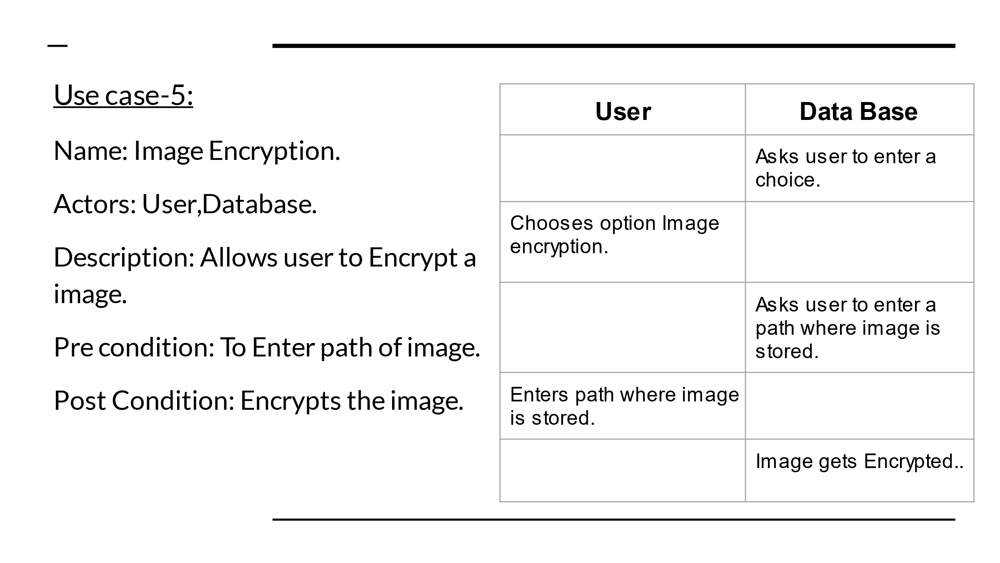 Use case-5:
Name: Image Encryption.
Actors: User,Database.
Description: Allows user to Encrypt a
image.
Pre condition: To Enter path of image.
Post Condition: Encrypts the image.
User
Data Base
Asks user to enter a
choice.
Chooses option Image
encryption.
Asks user to enter a
path where image is
stored.
Enters path where image
is stored.
Image gets Encrypted..